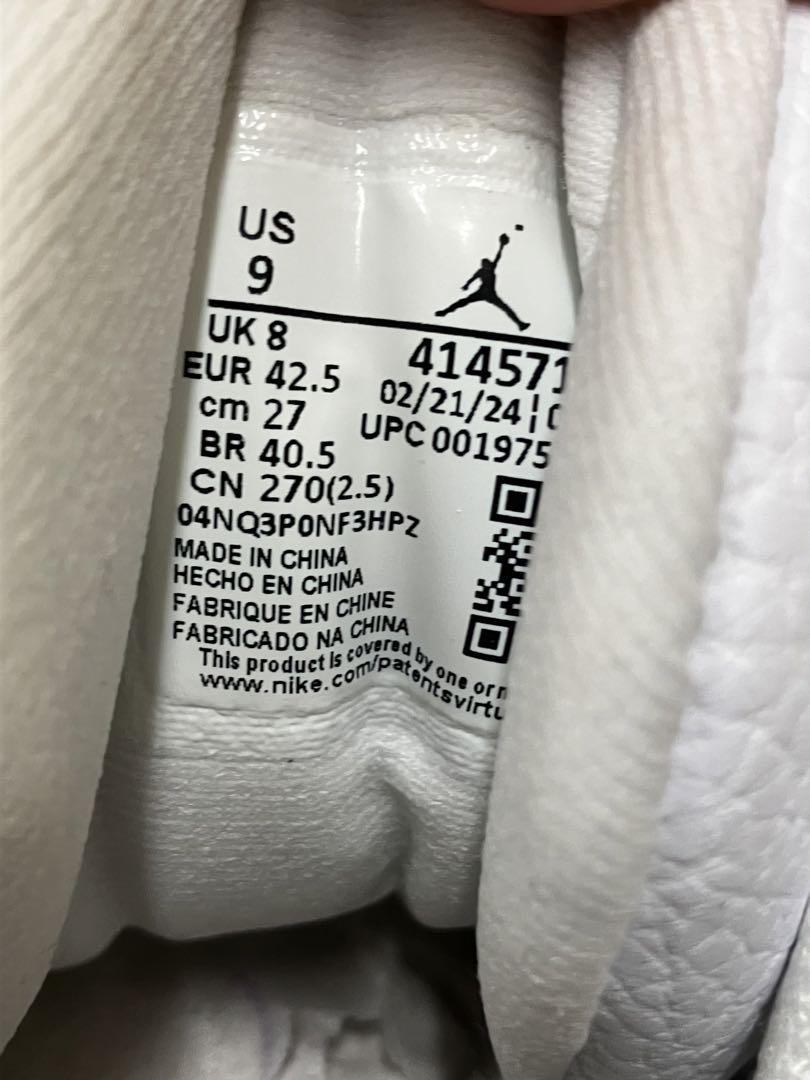 US
9
UK 8
414571
EUR 42.5
02/21/24 ¦
cm 27
UPC 001975
BR 40.5
CN 270(2.5)
04NQ3P0NF3HPZ
MADE IN CHINA
HECHO EN CHINA
FABRIQUE EN CHINE
FABRICADO NA CHINA
This product is covered by one or
www.nike.com/patentsvirtu